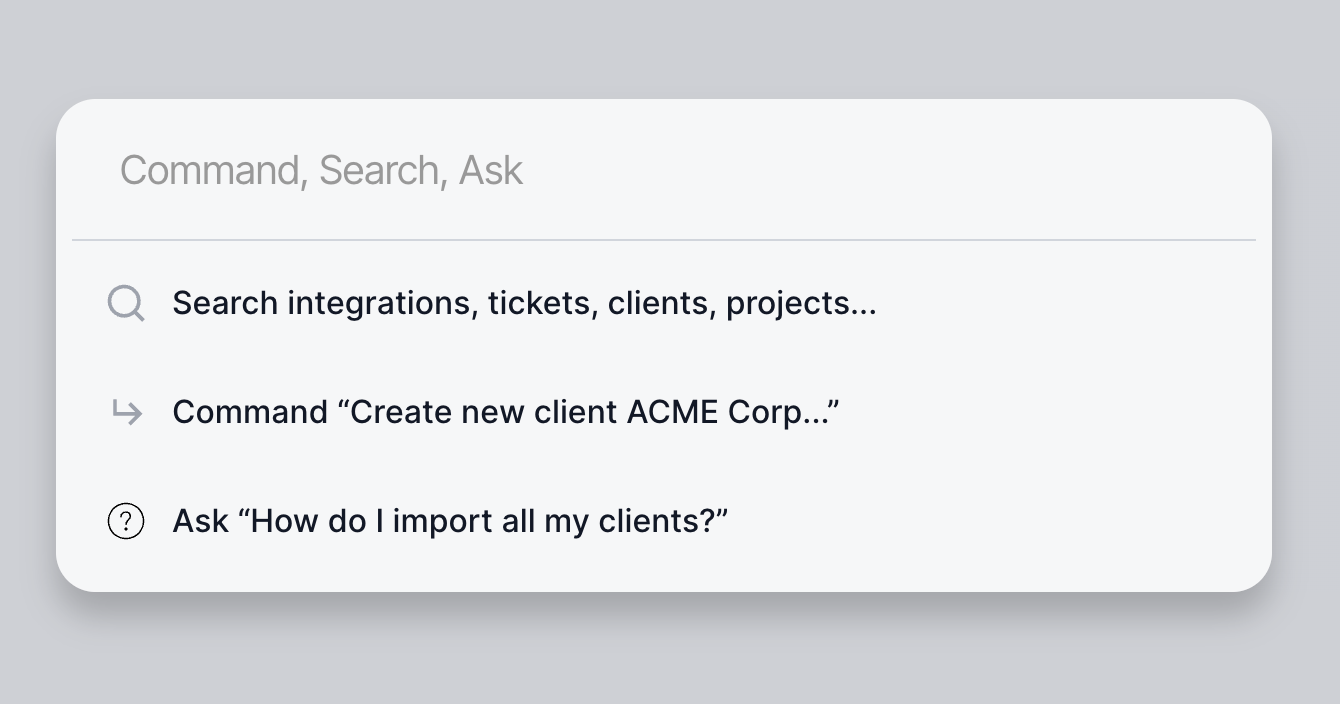 Command, Search, Ask
Search integrations, tickets, clients, projects...
Command “Create new client ACME Corp...”
Ask “How do I import all my clients?”